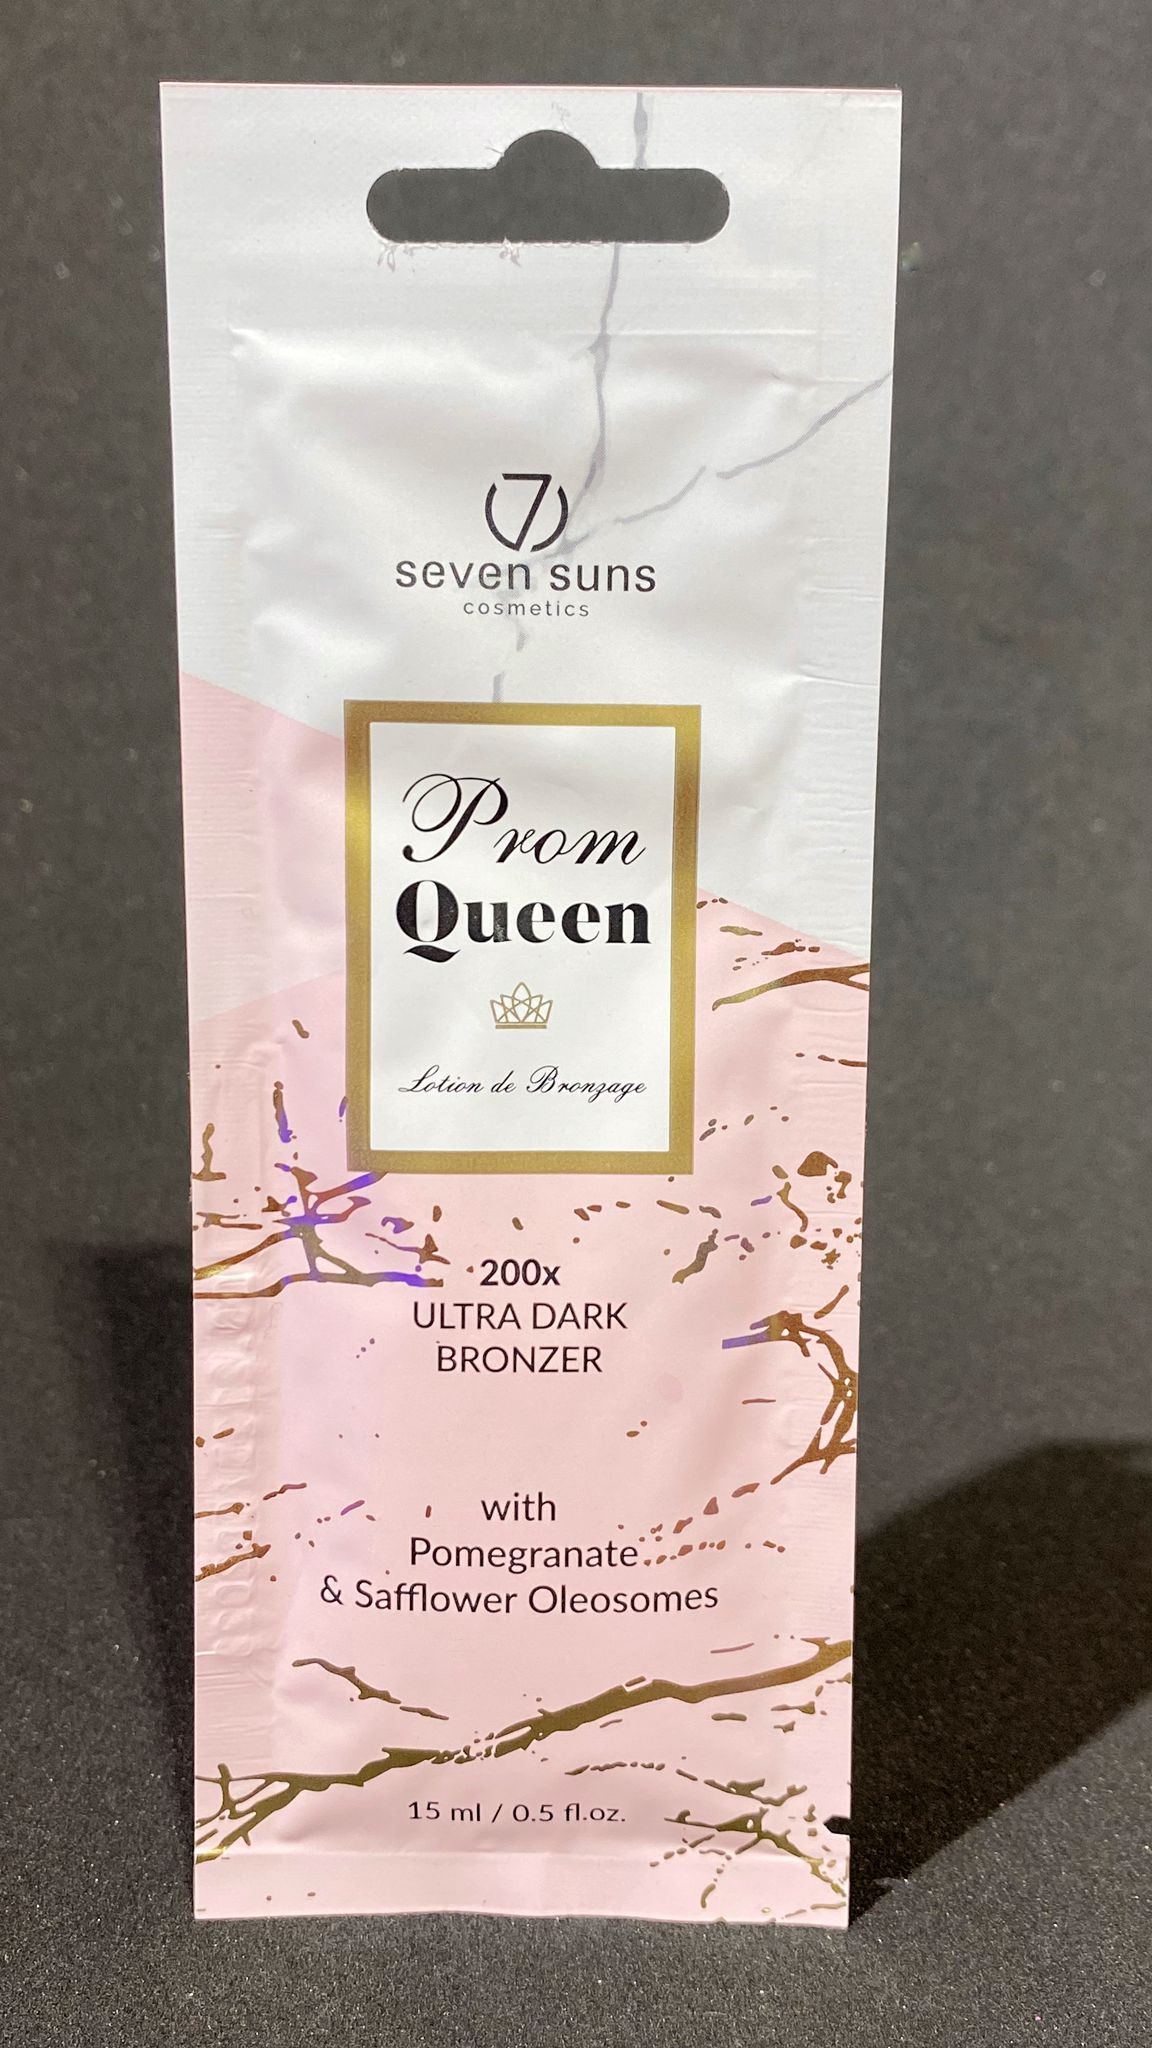 7
seven suns
cosmetics
Prom
Queen
Lotion de Bronzage
200x
ULTRA DARK
BRONZER
with
Pomegranate
& Safflower Oleosomes
15 ml / 0.5 fl.oz.